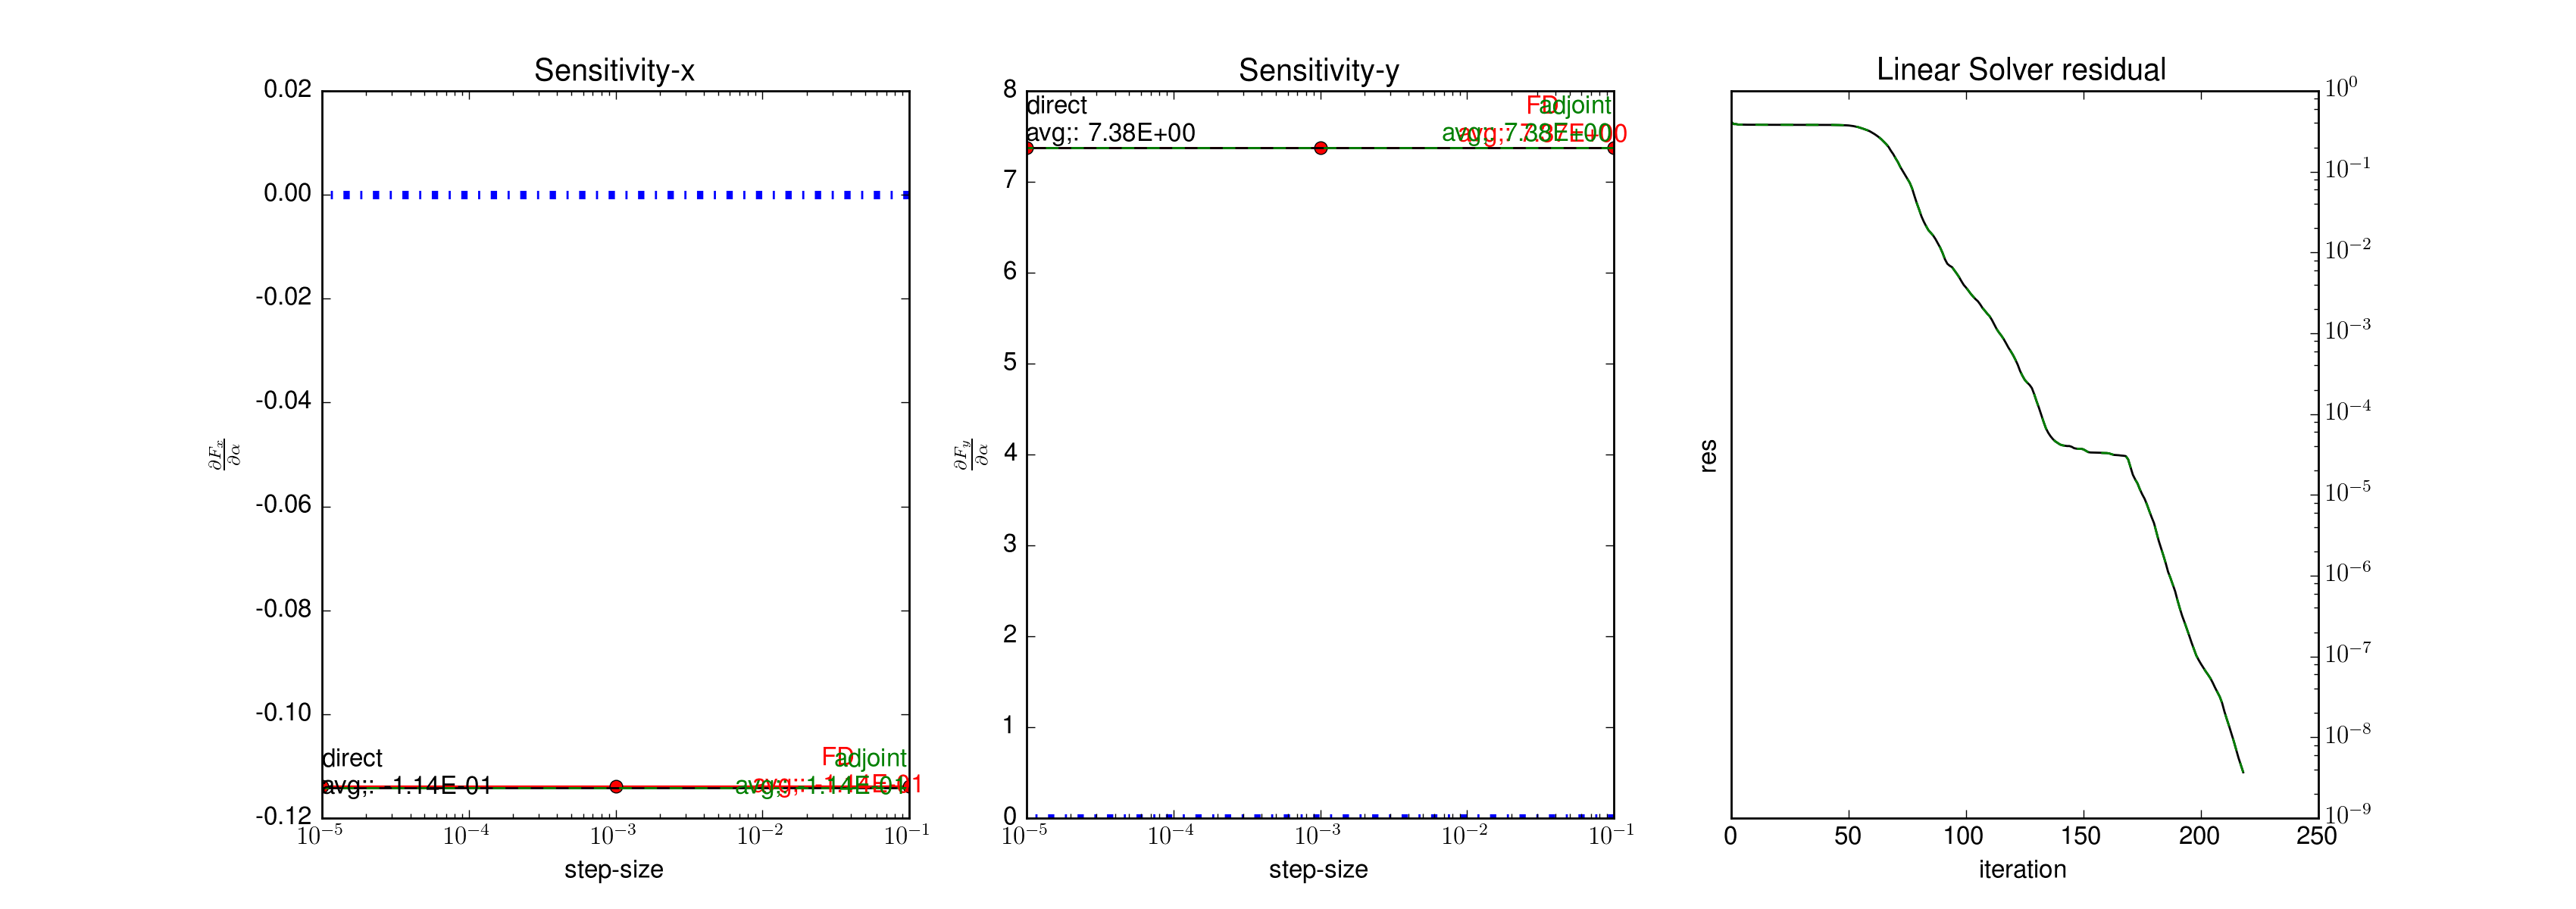 Sensitivity-x
0.02
0.00
-0.02
-0.04
-0.06
-0.08
-0.10
-0.12
∂F_x/∂α
direct
avg;: -1.14E-01
FD
adjoint
10^-5 10^-4 10^-3 10^-2 10^-1
step-size
Sensitivity-y
8
7
6
5
4
3
2
1
0
∂F_y/∂α
direct
avg;: 7.38E+00
FD
adjoint
10^-5 10^-4 10^-3 10^-2 10^-1
step-size
Linear Solver residual
res
10^0
10^-1
10^-2
10^-3
10^-4
10^-5
10^-6
10^-7
10^-8
10^-9
0 50 100 150 200 250
iteration